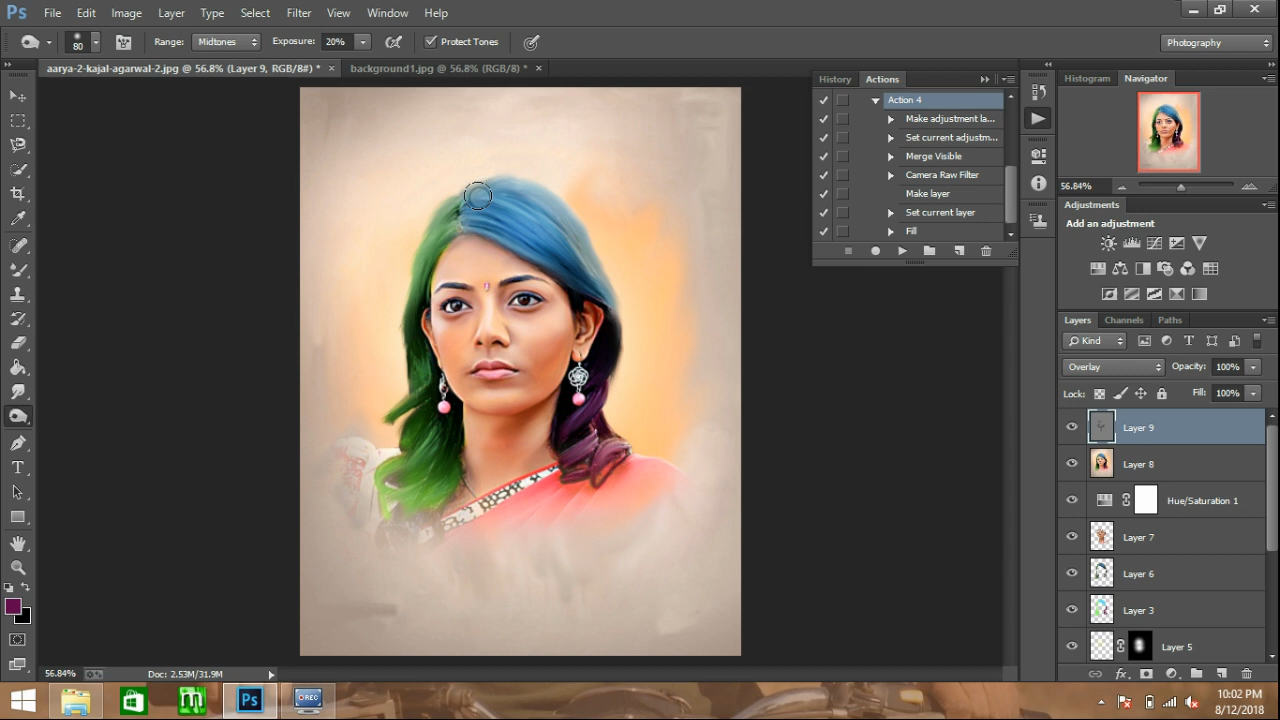 Ps File Edit Image Layer Type Select Filter View Window Help
80 Range: Midtones Exposure: 20% Protect Tones Photography
aarya-2-kajal-agarwal-2.jpg @ 56.8% (Layer 9, RGB/8#) * × background1.jpg @ 56.8% (RGB/8) * ×
History Actions
Action 4
Make adjustment la...
Set current adjustm...
Merge Visible
Camera Raw Filter
Make layer
Set current layer
Fill
Histogram Navigator
56.84%
Adjustments
Add an adjustment
Layers Channels Paths
Kind
Overlay Opacity: 100%
Lock: Fill: 100%
Layer 9
Layer 8
Hue/Saturation 1
Layer 7
Layer 6
Layer 3
Layer 5
56.84% Doc: 2.53M/31.9M
Ps REC
10:02 PM
8/12/2018